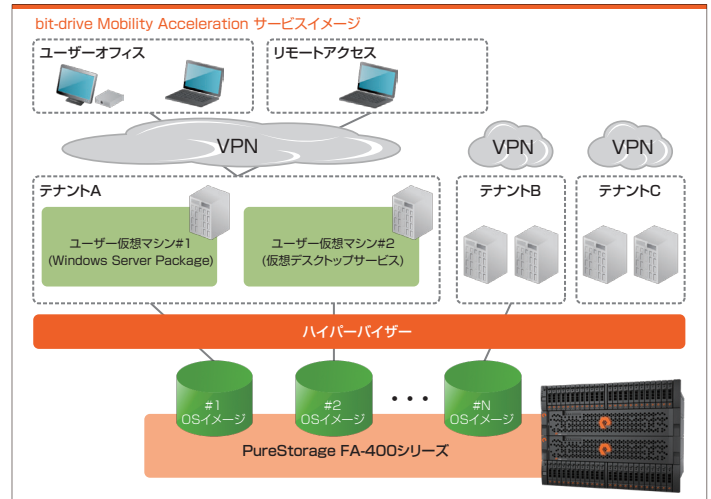 bit-drive Mobility Acceleration サービスイメージ
ユーザーオフィス
リモートアクセス
VPN
VPN
VPN
テナントA
テナントB
テナントC
ユーザー仮想マシン#1
(Windows Server Package)
ユーザー仮想マシン#2
(仮想デスクトップサービス)
ハイパーバイザー
#1
OSイメージ
#2
OSイメージ
・・・
#N
OSイメージ
PureStorage FA-400シリーズ